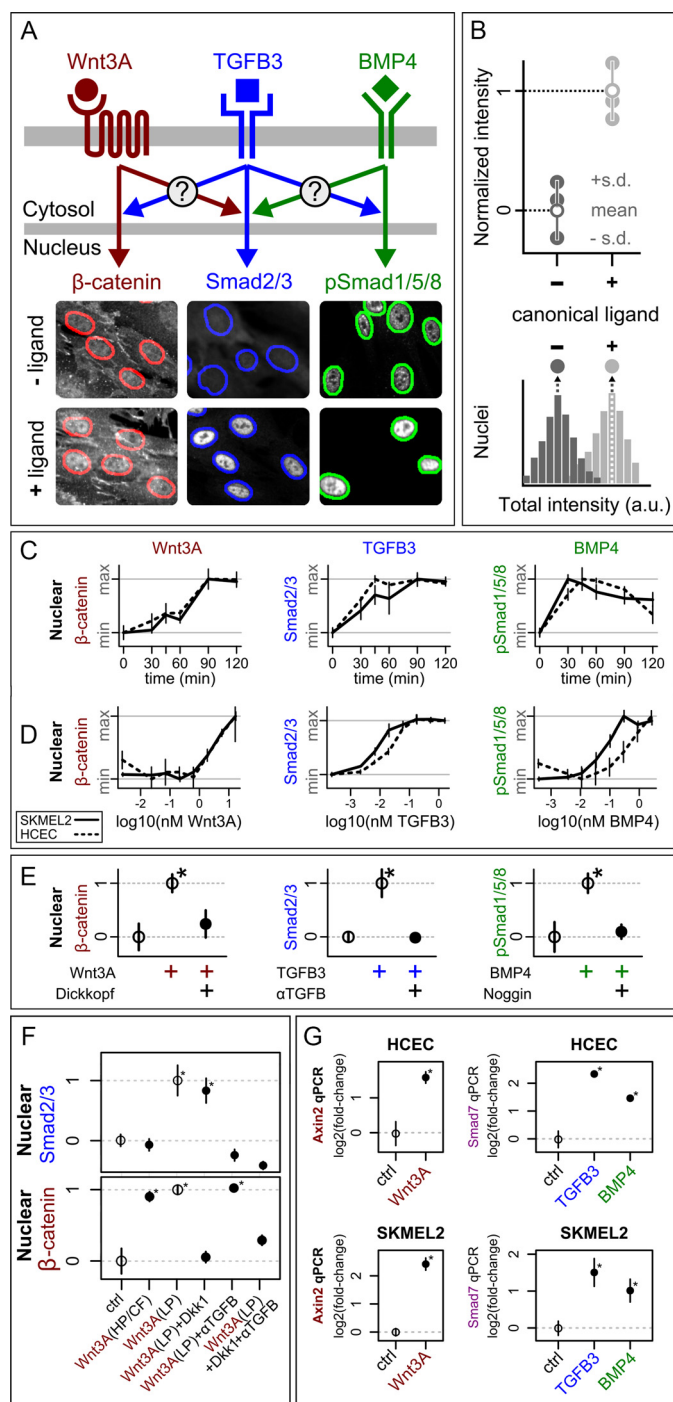 A
Wnt3A
TGFB3
BMP4
?
?
Cytosol
Nucleus
β-catenin
Smad2/3
pSmad1/5/8
- ligand
+ ligand
B
Normalized intensity
1
0
+s.d.
mean
- s.d.
- +
canonical ligand
- +
Nuclei
Total intensity (a.u.)
C
Wnt3A
TGFB3
BMP4
Nuclear
β-catenin
min
max
0 30 60 90 120
time (min)
Smad2/3
min
max
0 30 60 90 120
time (min)
pSmad1/5/8
min
max
0 30 60 90 120
time (min)
D
Nuclear
β-catenin
min
max
-2 -1 0 1
log10(nM Wnt3A)
Smad2/3
min
max
-3 -2 -1 0
log10(nM TGFB3)
pSmad1/5/8
min
max
-3 -2 -1 0
log10(nM BMP4)
SKMEL2
HCEC
E
Nuclear
β-catenin
0
1
*
Smad2/3
0
1
*
pSmad1/5/8
0
1
*
Wnt3A + +
Dickkopf +
TGFB3 + +
αTGFB +
BMP4 + +
Noggin +
F
Nuclear
Smad2/3
1
0
* *
Nuclear
β-catenin
1
0
* * *
ctrl
Wnt3A(HP/CF)
Wnt3A(LP)
Wnt3A(LP)+Dkk1
Wnt3A(LP)+αTGFB
Wnt3A(LP)
+Dkk1+αTGFB
G
HCEC
Axin2 qPCR
log2(fold-change)
0
1
2
*
ctrl
Wnt3A
HCEC
Smad7 qPCR
log2(fold-change)
0
1
2
* *
ctrl
TGFB3
BMP4
SKMEL2
Axin2 qPCR
log2(fold-change)
0
1
2
*
ctrl
Wnt3A
SKMEL2
Smad7 qPCR
log2(fold-change)
0
1
2
* *
ctrl
TGFB3
BMP4